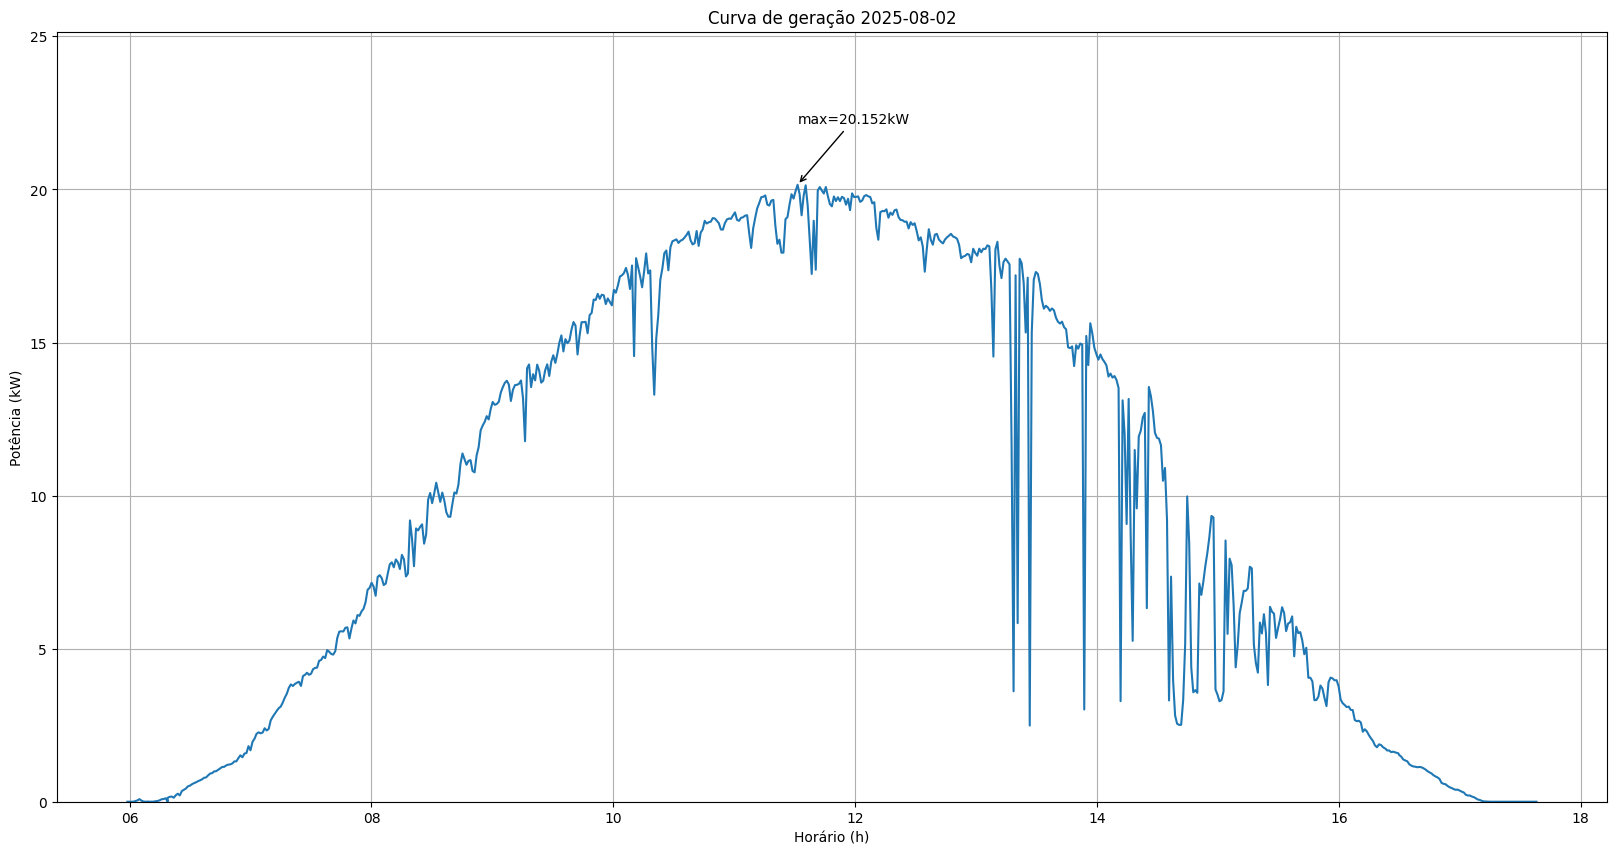 Curva de geração 2025-08-02
25
max=20.152kW
20
15
Potência (kW)
10
5
0
06 08 10 12 14 16 18
Horário (h)